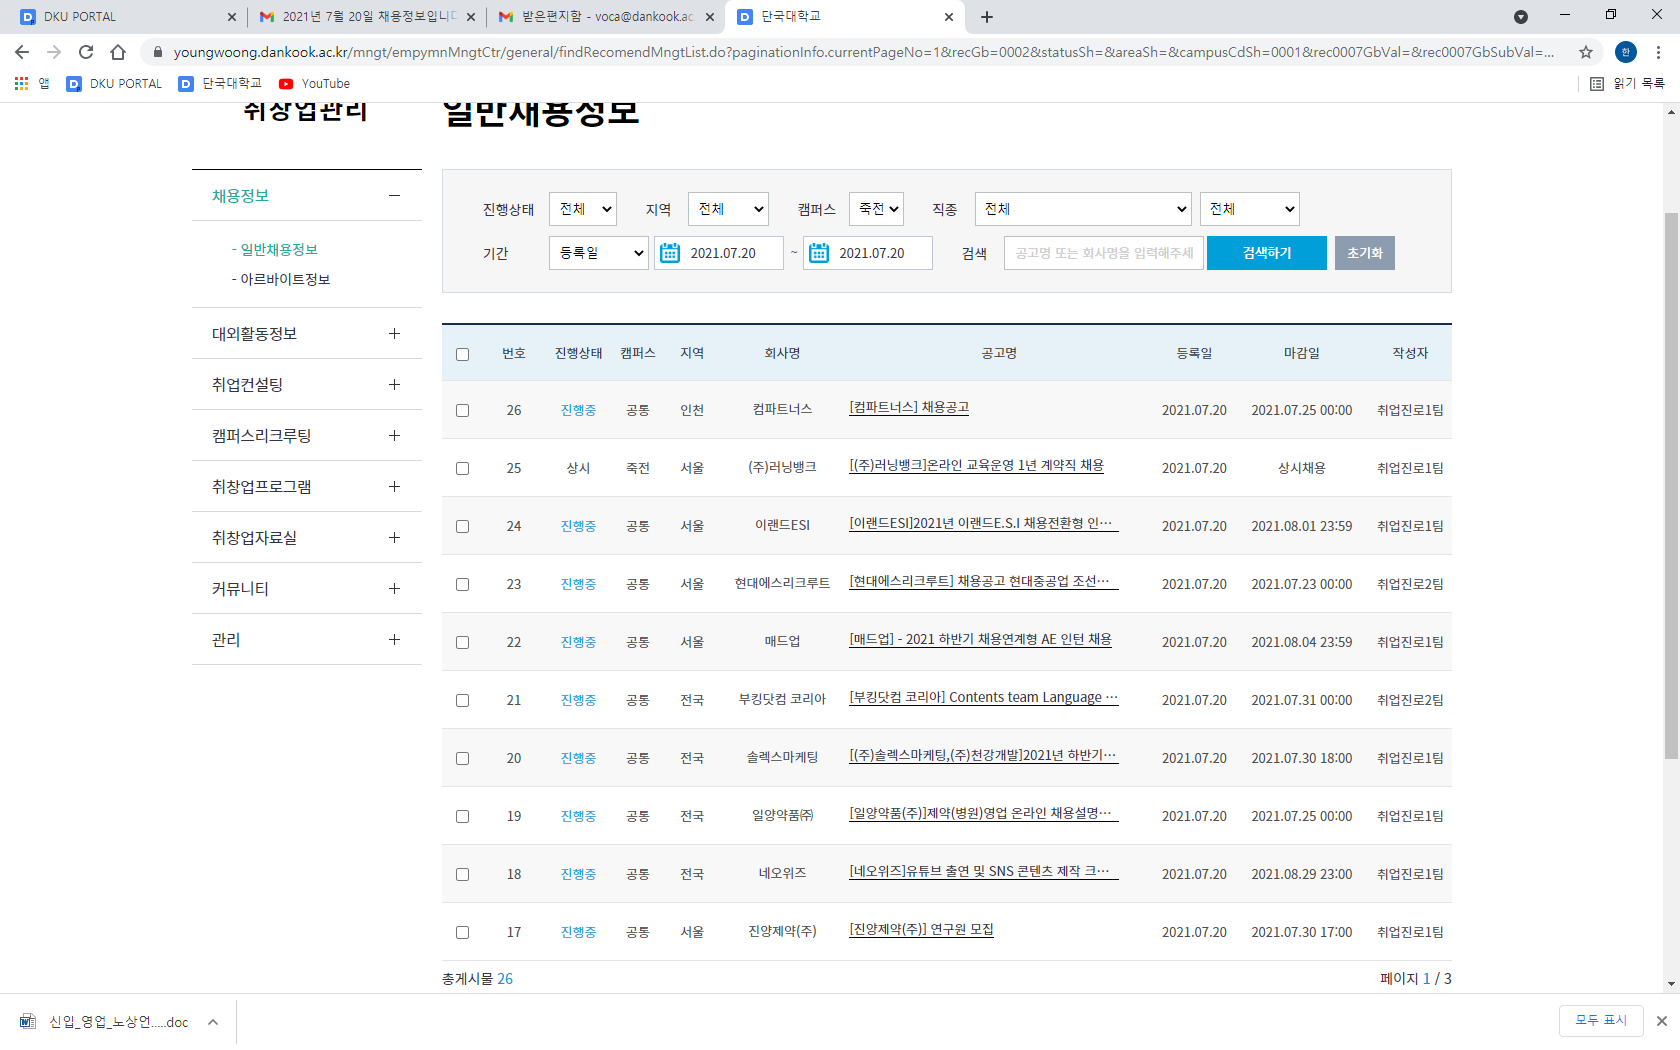 DKU PORTAL
2021년 7월 20일 채용정보입니다
받은편지함 - voca@dankook.ac.
단국대학교
youngwoong.dankook.ac.kr/mngt/empymnMngtCtr/general/findRecomendMngtList.do?paginationInfo.currentPageNo=1&recGb=0002&statusSh=&areaSh=&campusCdSh=0001&rec0007GbVal=&rec0007GbSubVal=...
한
앱 DKU PORTAL 단국대학교 YouTube 읽기 목록
취창업관리
일반채용정보
채용정보
- 일반채용정보
- 아르바이트정보
대외활동정보
취업컨설팅
캠퍼스리크루팅
취창업프로그램
취창업자료실
커뮤니티
관리
진행상태 전체 지역 전체 캠퍼스 죽전 직종 전체 전체
기간 등록일 2021.07.20 ~ 2021.07.20 검색 공고명 또는 회사명을 입력해주세 검색하기 초기화
번호 진행상태 캠퍼스 지역 회사명 공고명 등록일 마감일 작성자
26 진행중 공통 인천 컴파트너스 [컴파트너스] 채용공고 2021.07.20 2021.07.25 00:00 취업진로1팀
25 상시 죽전 서울 (주)러닝뱅크 [(주)러닝뱅크]온라인 교육운영 1년 계약직 채용 2021.07.20 상시채용 취업진로1팀
24 진행중 공통 서울 이랜드ESI [이랜드ESI]2021년 이랜드E.S.I 채용전환형 인… 2021.07.20 2021.08.01 23:59 취업진로1팀
23 진행중 공통 서울 현대에스리크루트 [현대에스리크루트] 채용공고 현대중공업 조선… 2021.07.20 2021.07.23 00:00 취업진로2팀
22 진행중 공통 서울 매드업 [매드업] - 2021 하반기 채용연계형 AE 인턴 채용 2021.07.20 2021.08.04 23:59 취업진로1팀
21 진행중 공통 전국 부킹닷컴 코리아 [부킹닷컴 코리아] Contents team Language … 2021.07.20 2021.07.31 00:00 취업진로2팀
20 진행중 공통 전국 솔렉스마케팅 [(주)솔렉스마케팅,(주)천강개발]2021년 하반기… 2021.07.20 2021.07.30 18:00 취업진로1팀
19 진행중 공통 전국 일양약품㈜ [일양약품(주)]제약(병원)영업 온라인 채용설명… 2021.07.20 2021.07.25 00:00 취업진로1팀
18 진행중 공통 전국 네오위즈 [네오위즈]유튜브 출연 및 SNS 콘텐츠 제작 크… 2021.07.20 2021.08.29 23:00 취업진로1팀
17 진행중 공통 서울 진양제약(주) [진양제약(주)] 연구원 모집 2021.07.20 2021.07.30 17:00 취업진로1팀
총게시물 26 페이지 1 / 3
신입_영업_노상언.....doc 모두 표시